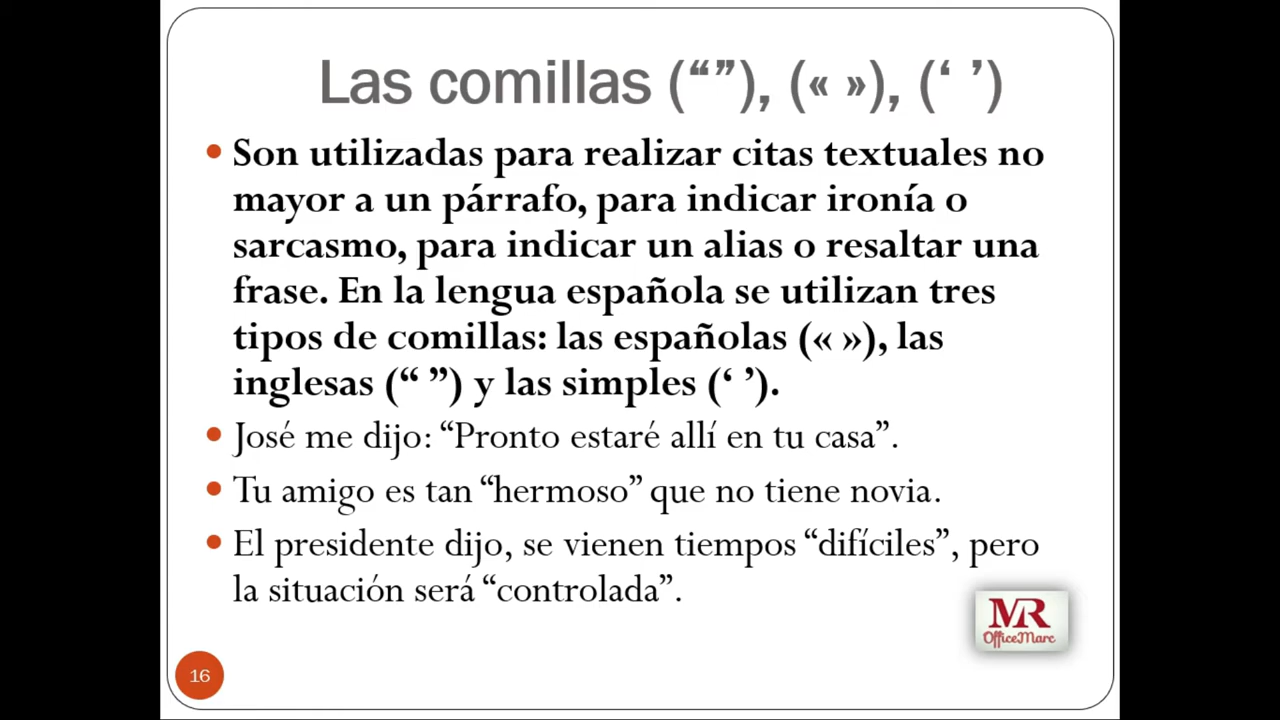 Las comillas (“”), (« »), (‘ ’)
• Son utilizadas para realizar citas textuales no
mayor a un párrafo, para indicar ironía o
sarcasmo, para indicar un alias o resaltar una
frase. En la lengua española se utilizan tres
tipos de comillas: las españolas (« »), las
inglesas (“ ”) y las simples (‘ ’).
• José me dijo: “Pronto estaré allí en tu casa”.
• Tu amigo es tan “hermoso” que no tiene novia.
• El presidente dijo, se vienen tiempos “difíciles”, pero
la situación será “controlada”.
MR
OfficeMarc
16